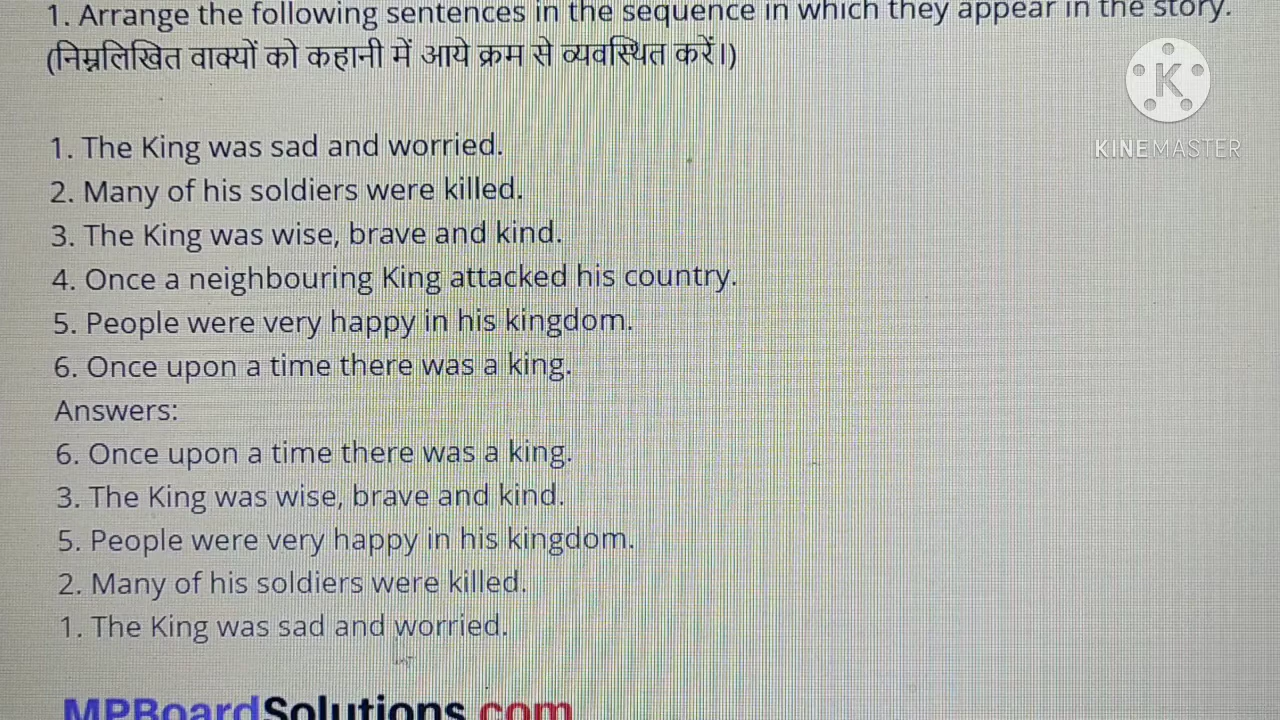 1. Arrange the following sentences in the sequence in which they appear in the story.
(निम्नलिखित वाक्यों को कहानी में आये क्रम से व्यवस्थित करें।)
K
KINEMASTER
1. The King was sad and worried.
2. Many of his soldiers were killed.
3. The King was wise, brave and kind.
4. Once a neighbouring King attacked his country.
5. People were very happy in his kingdom.
6. Once upon a time there was a king.
Answers:
6. Once upon a time there was a king.
3. The King was wise, brave and kind.
5. People were very happy in his kingdom.
2. Many of his soldiers were killed.
1. The King was sad and worried.
MPBoardSolutions.com